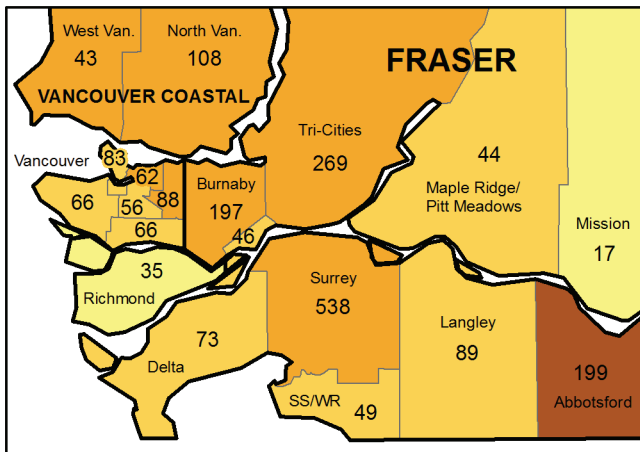 West Van.
43
North Van.
108
FRASER
VANCOUVER COASTAL
Tri-Cities
269
Vancouver
83
62
66
56
88
66
Burnaby
197
46
44
Maple Ridge/
Pitt Meadows
Mission
17
35
Richmond
Surrey
538
73
Delta
Langley
89
SS/WR
49
199
Abbotsford